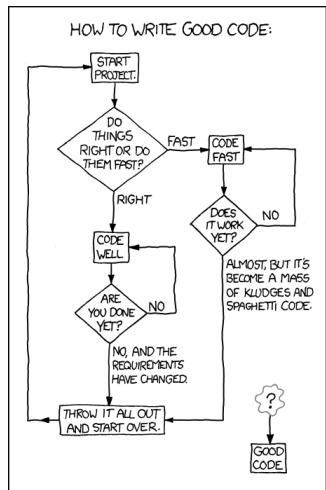 HOW TO WRITE GOOD CODE:
START
PROJECT.
DO
THINGS
RIGHT OR DO
THEM FAST?
FAST
CODE
FAST
RIGHT
DOES
IT WORK
YET?
NO
CODE
WELL
ALMOST, BUT IT'S
BECOME A MASS
OF KLUDGES AND
SPAGHETTI CODE.
ARE
YOU DONE
YET?
NO
NO, AND THE
REQUIREMENTS
HAVE CHANGED.
THROW IT ALL OUT
AND START OVER.
?
GOOD
CODE